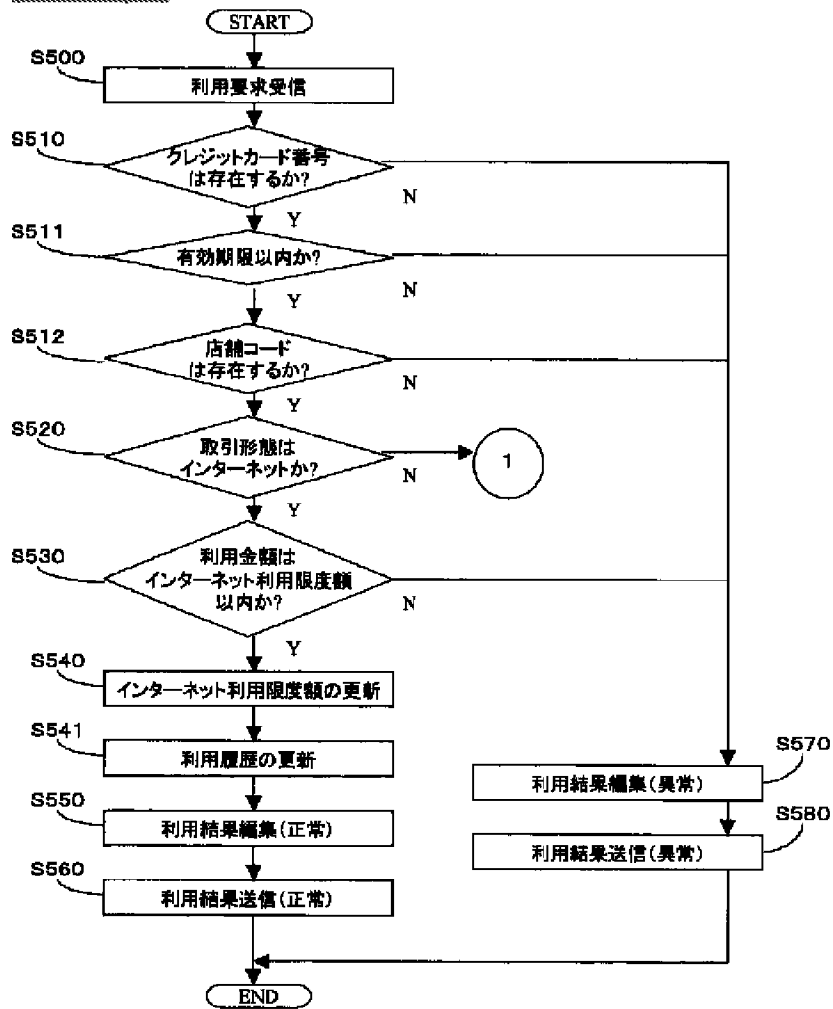 START
S500
利用要求受信
S510
クレジットカード番号
は存在するか?
N
Y
S511
有効期限以内か?
N
Y
S512
店舗コード
は存在するか?
N
Y
S520
取引形態は
インターネットか?
N
1
Y
S530
利用金額は
インターネット利用限度額
以内か?
N
Y
S540
インターネット利用限度額の更新
S541
利用履歴の更新
S570
利用結果編集(異常)
S550
利用結果編集(正常)
S580
利用結果送信(異常)
S560
利用結果送信(正常)
END